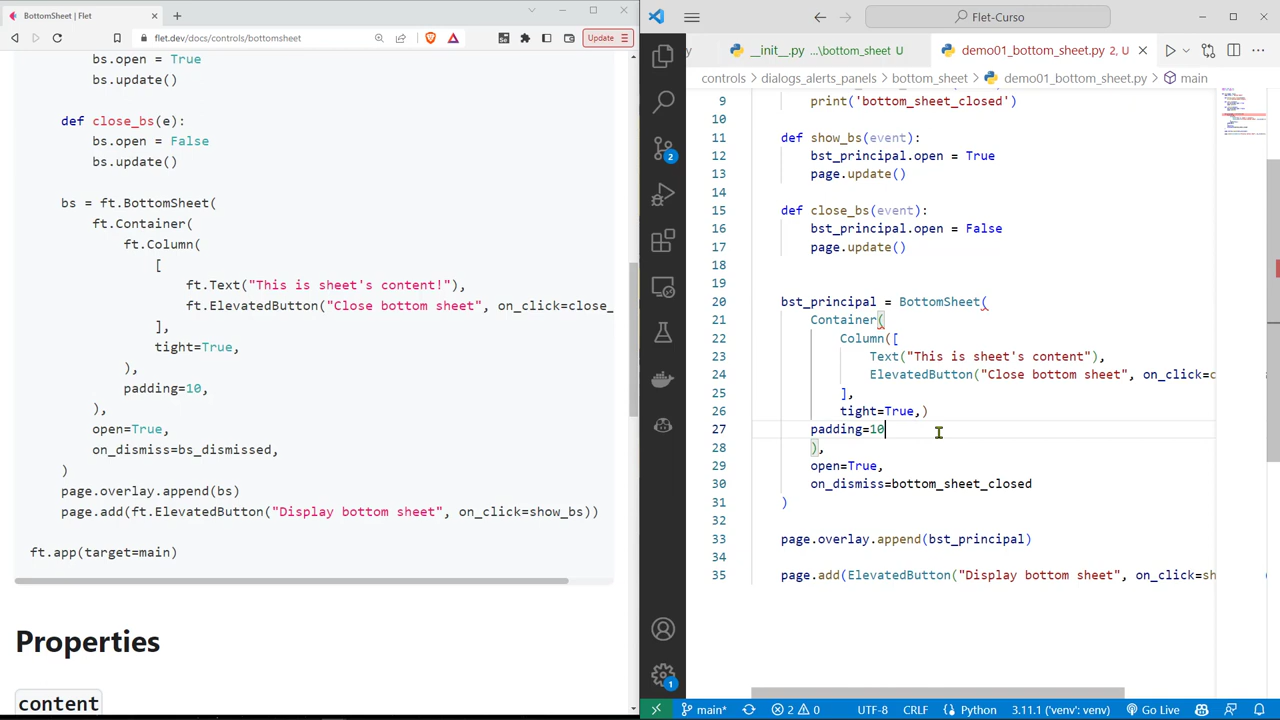 BottomSheet | Flet
flet.dev/docs/controls/bottomsheet
Update
bs.open = True
bs.update()
def close_bs(e):
bs.open = False
bs.update()
bs = ft.BottomSheet(
ft.Container(
ft.Column(
[
ft.Text("This is sheet's content!"),
ft.ElevatedButton("Close bottom sheet", on_click=close_
],
tight=True,
),
padding=10,
),
open=True,
on_dismiss=bs_dismissed,
)
page.overlay.append(bs)
page.add(ft.ElevatedButton("Display bottom sheet", on_click=show_bs))
ft.app(target=main)
Properties
content
Flet-Curso
__init__.py ...\bottom_sheet U
demo01_bottom_sheet.py 2, U
controls > dialogs_alerts_panels > bottom_sheet > demo01_bottom_sheet.py > main
9 print('bottom_sheet_closed')
10
11 def show_bs(event):
12 bst_principal.open = True
13 page.update()
14
15 def close_bs(event):
16 bst_principal.open = False
17 page.update()
18
19
20 bst_principal = BottomSheet(
21 Container(
22 Column([
23 Text("This is sheet's content"),
24 ElevatedButton("Close bottom sheet", on_click=c
25 ],
26 tight=True,)
27 padding=10
28 ),
29 open=True,
30 on_dismiss=bottom_sheet_closed
31 )
32
33 page.overlay.append(bst_principal)
34
35 page.add(ElevatedButton("Display bottom sheet", on_click=sh
2
1
main* 2 0 UTF-8 CRLF Python 3.11.1 ('venv': venv) Go Live